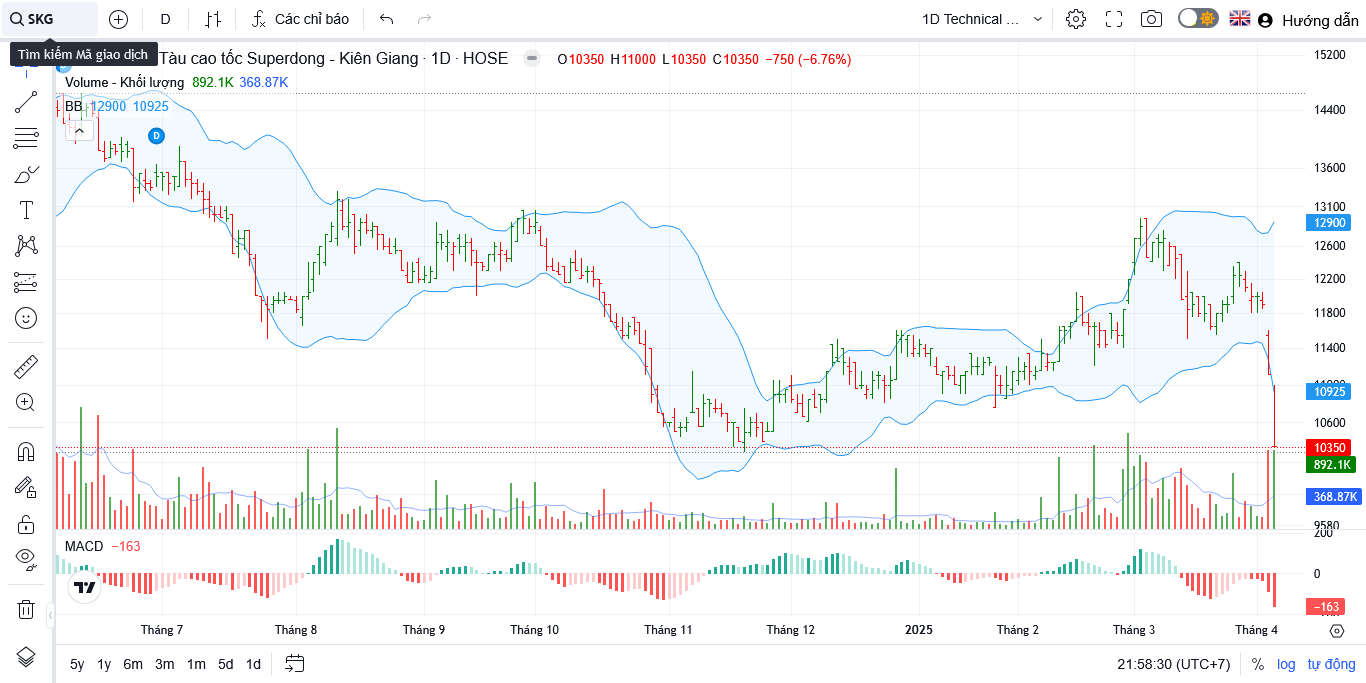 SKG
D
Các chỉ báo
1D Technical ...
Hướng dẫn
Tìm kiếm Mã giao dịch
Tàu cao tốc Superdong - Kiên Giang · 1D · HOSE
O10350 H11000 L10350 C10350 −750 (−6.76%)
Volume - Khối lượng 892.1K 368.87K
BB 12900 10925
D
15200
14400
13600
13100
12900
12600
12200
11800
11400
10925
10600
10350
892.1K
368.87K
9580
MACD −163
200
0
−163
Tháng 7
Tháng 8
Tháng 9
Tháng 10
Tháng 11
Tháng 12
2025
Tháng 2
Tháng 3
Tháng 4
5y 1y 6m 3m 1m 5d 1d
21:58:30 (UTC+7)
% log tự động